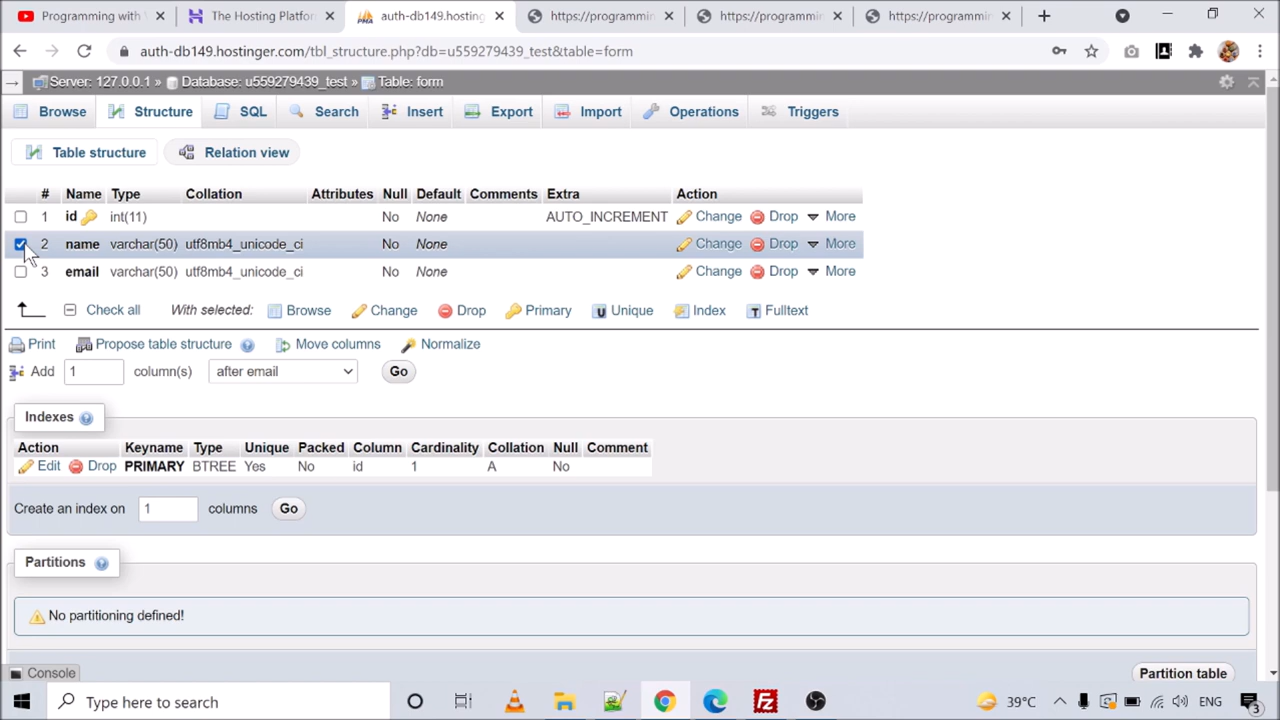 Programming with
The Hosting Platfor
auth-db149.hosting
https://programmin
https://programmin
https://programmin
auth-db149.hostinger.com/tbl_structure.php?db=u559279439_test&table=form
Server: 127.0.0.1 » Database: u559279439_test » Table: form
Browse Structure SQL Search Insert Export Import Operations Triggers
Table structure Relation view
# Name Type Collation Attributes Null Default Comments Extra Action
1 id int(11) No None AUTO_INCREMENT Change Drop More
2 name varchar(50) utf8mb4_unicode_ci No None Change Drop More
3 email varchar(50) utf8mb4_unicode_ci No None Change Drop More
Check all With selected: Browse Change Drop Primary Unique Index Fulltext
Print Propose table structure Move columns Normalize
Add 1 column(s) after email Go
Indexes
Action Keyname Type Unique Packed Column Cardinality Collation Null Comment
Edit Drop PRIMARY BTREE Yes No id 1 A No
Create an index on 1 columns Go
Partitions
No partitioning defined!
Console
Partition table
Type here to search
39°C
ENG
3